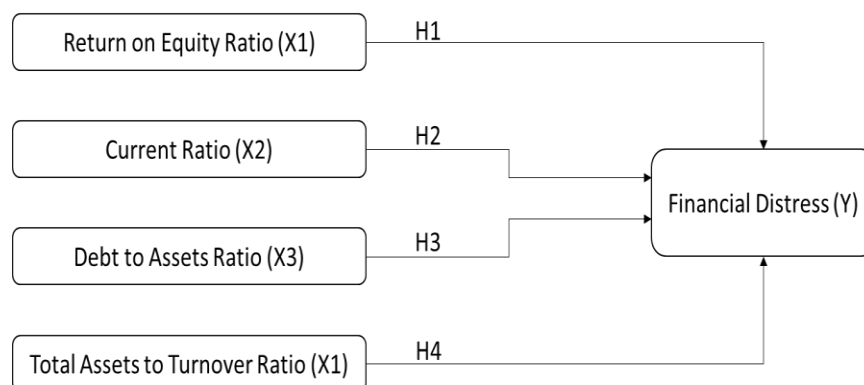 Return on Equity Ratio (X1)
H1
Current Ratio (X2)
H2
Financial Distress (Y)
Debt to Assets Ratio (X3)
H3
Total Assets to Turnover Ratio (X1)
H4